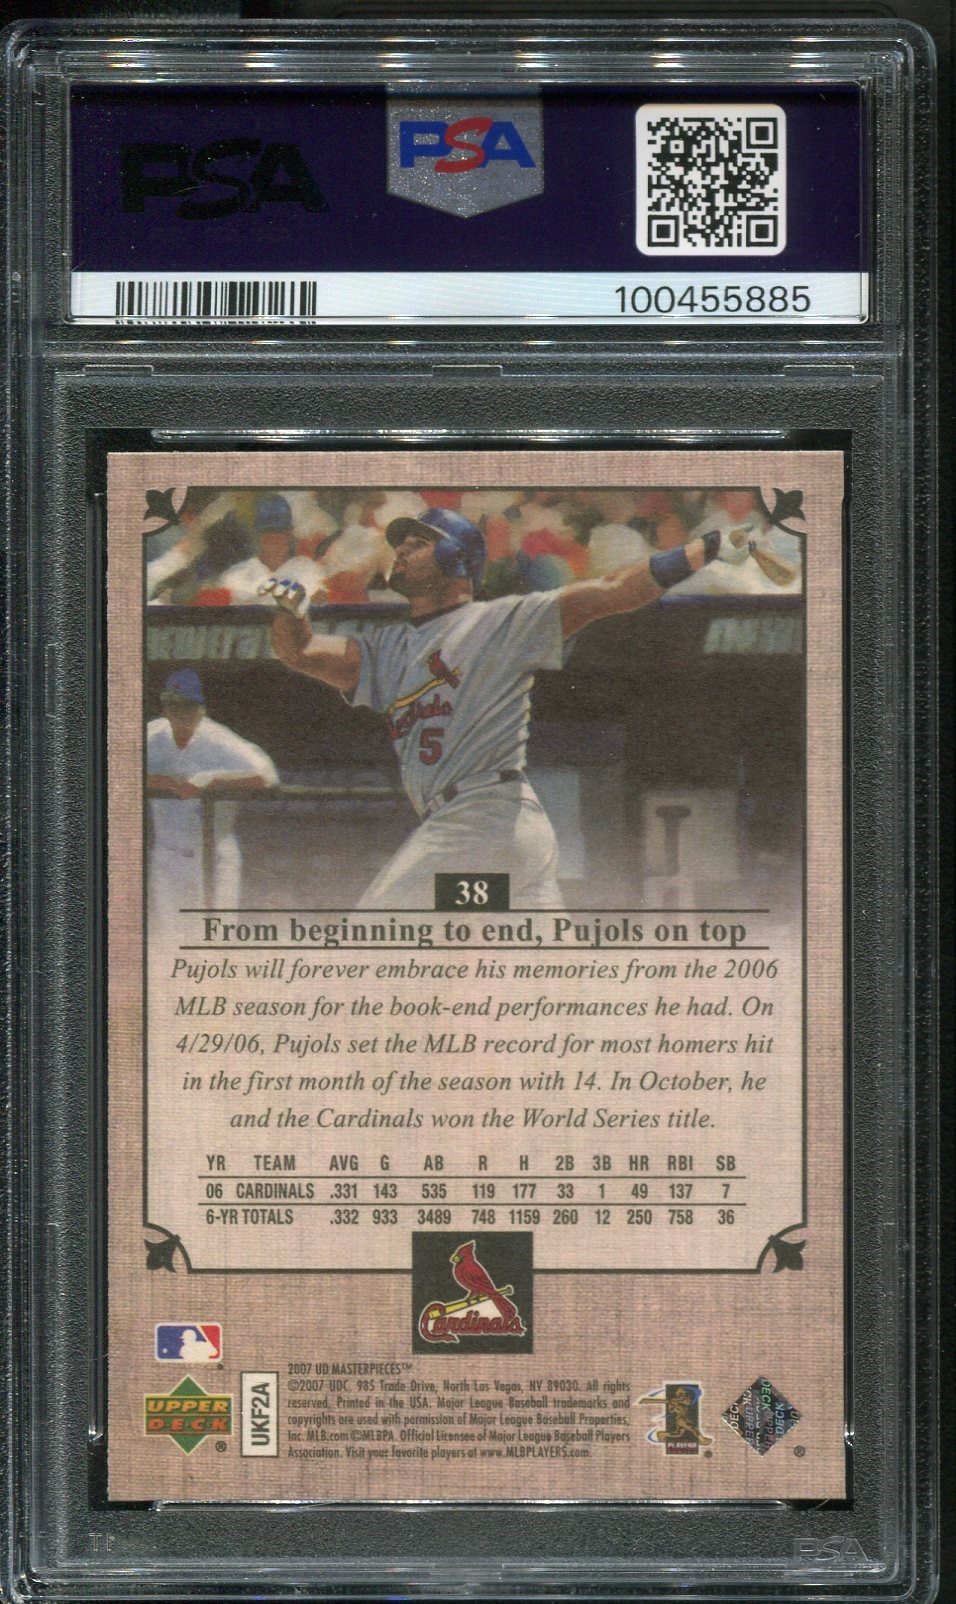 PSA
PSA
100455885
Cardinals
5
38
From beginning to end, Pujols on top
Pujols will forever embrace his memories from the 2006
MLB season for the book-end performances he had. On
4/29/06, Pujols set the MLB record for most homers hit
in the first month of the season with 14. In October, he
and the Cardinals won the World Series title.
YR TEAM AVG G AB R H 2B 3B HR RBI SB
06 CARDINALS .331 143 535 119 177 33 1 49 137 7
6-YR TOTALS .332 933 3489 748 1159 260 12 250 758 36
Cardinals
UPPER
DECK
®
UKF2A
2007 UD MASTERPIECES™
©2007 UDC. 985 Trade Drive, North Las Vegas, NV 89030. All rights
reserved. Printed in the USA. Major League Baseball trademarks and
copyrights are used with permission of Major League Baseball Properties,
Inc. MLB.com ©MLBPA. Official Licensee of Major League Baseball Players
Association. Visit your favorite players at www.MLBPLAYERS.com.
PLAYERS
DECK
®
PSA